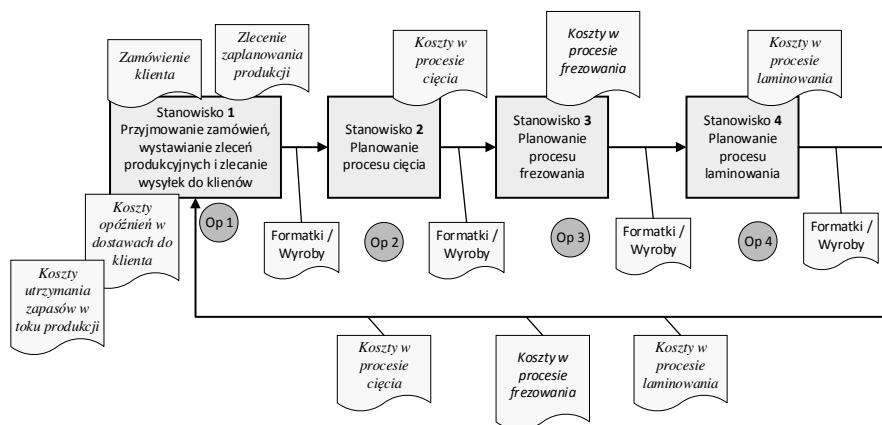 Zamówienie
klienta
Zlecenie
zaplanowania
produkcji
Koszty w
procesie
cięcia
Koszty w
procesie
frezowania
Koszty w
procesie
laminowania
Stanowisko 1
Przyjmowanie zamówień,
wystawianie zleceń
produkcyjnych i zlecanie
wysyłek do klienów
Stanowisko 2
Planowanie
procesu cięcia
Stanowisko 3
Planowanie
procesu
frezowania
Stanowisko 4
Planowanie
procesu
laminowania
Koszty
opóźnień w
dostawach do
klienta
Op 1
Formatki /
Wyroby
Op 2
Formatki /
Wyroby
Op 3
Formatki /
Wyroby
Op 4
Formatki /
Wyroby
Koszty
utrzymania
zapasów w
toku produkcji
Koszty w
procesie
cięcia
Koszty w
procesie
frezowania
Koszty w
procesie
laminowania